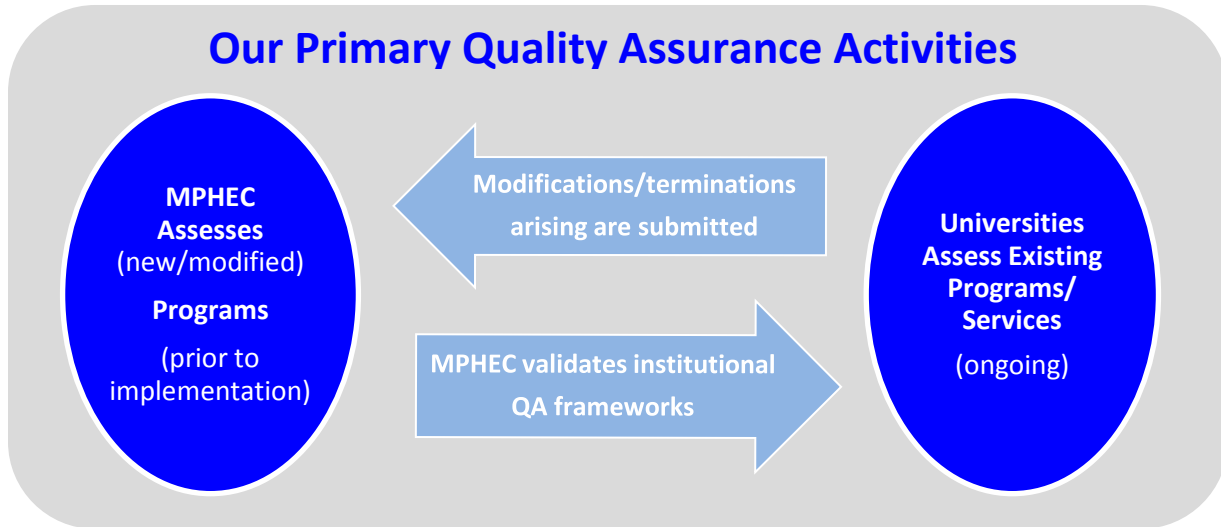 Our Primary Quality Assurance Activities
MPHEC
Assesses
(new/modified)
Programs
(prior to
implementation)
Modifications/terminations
arising are submitted
MPHEC validates institutional
QA frameworks
Universities
Assess Existing
Programs/
Services
(ongoing)